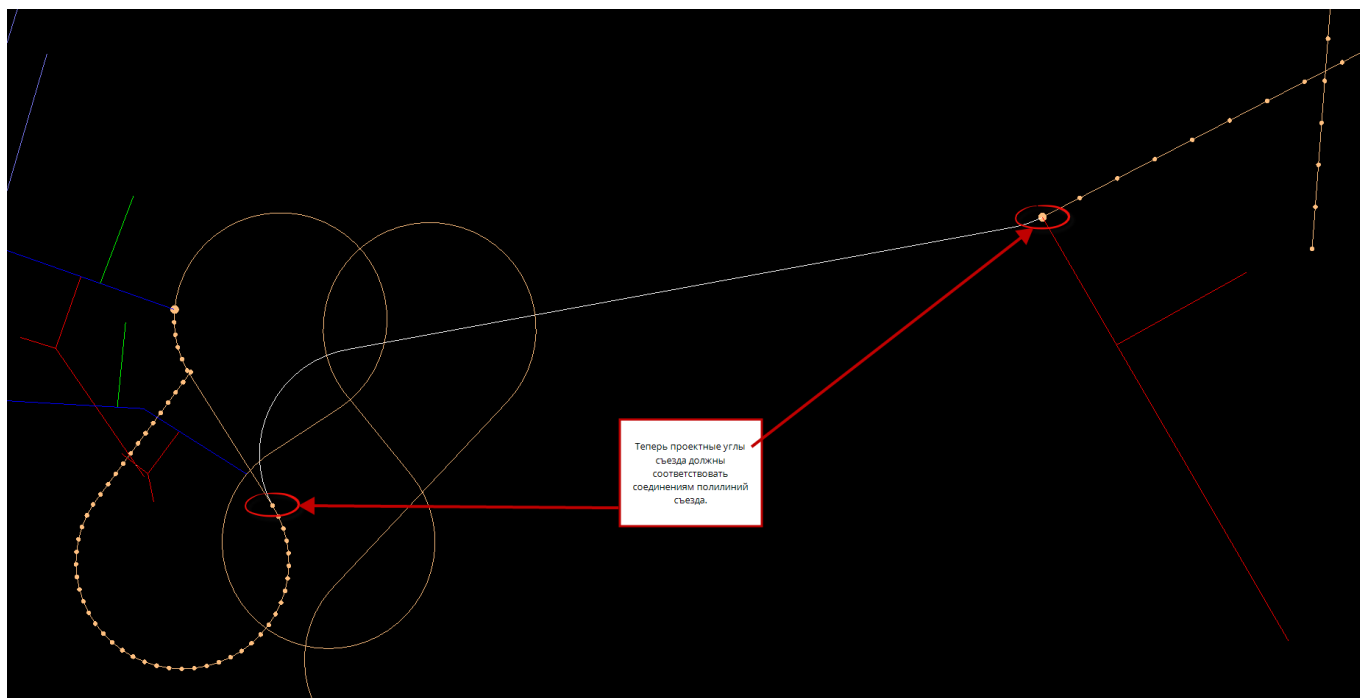 Теперь проектные углы
съезда должны
соответствовать
соединениям полилиний
съезда.